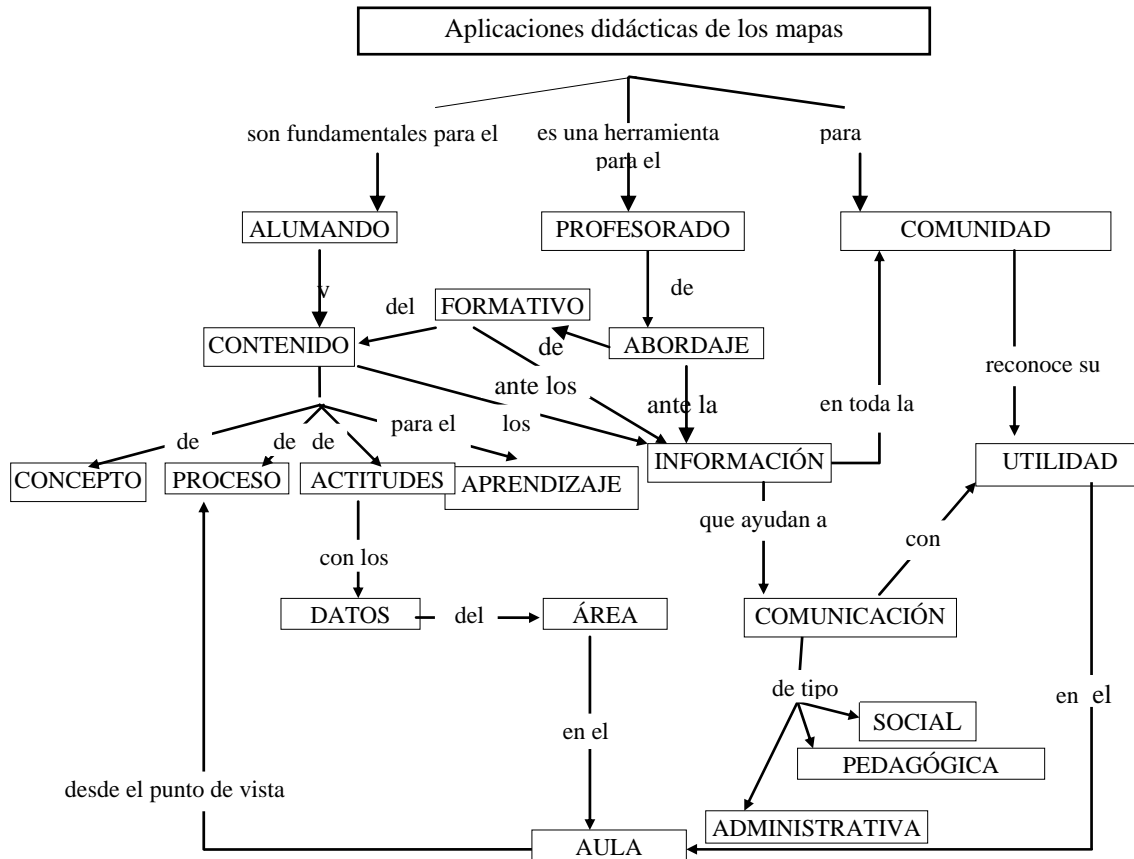 Aplicaciones didácticas de los mapas
son fundamentales para el
es una herramienta
para el
para
ALUMANDO
PROFESORADO
COMUNIDAD
v
del
FORMATIVO
de
CONTENIDO
de
ABORDAJE
reconoce su
ante los
ante la
en toda la
para el
los
de
de
de
CONCEPTO
PROCESO
ACTITUDES
APRENDIZAJE
INFORMACIÓN
UTILIDAD
que ayudan a
con
con los
DATOS
del
ÁREA
COMUNICACIÓN
de tipo
en el
en el
SOCIAL
PEDAGÓGICA
desde el punto de vista
ADMINISTRATIVA
AULA